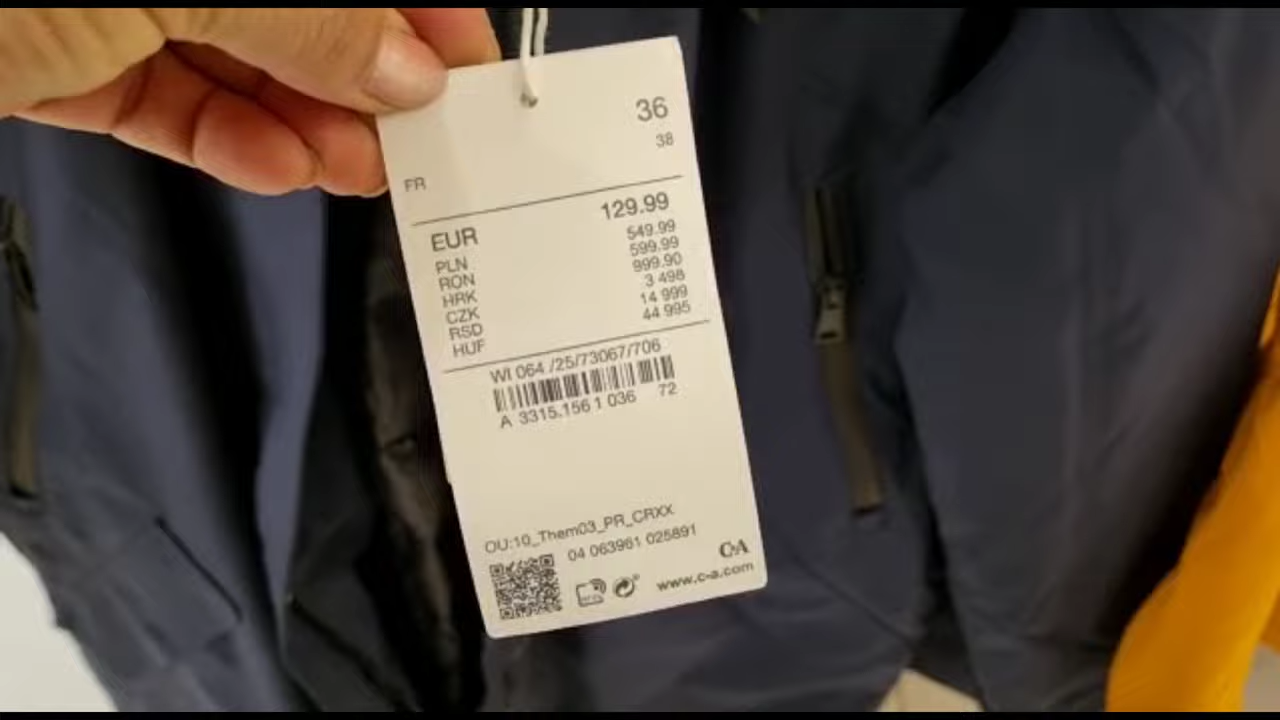 36
38
FR
EUR 129.99
PLN 549.99
RON 599.99
HRK 999.90
CZK 3 498
RSD 14 999
HUF 44 995
WI 064 /25/73067/706
A 3315.156 1 036 72
OU:10_Them03_PR_CRXX
04 063961 025891
C&A
www.c-a.com